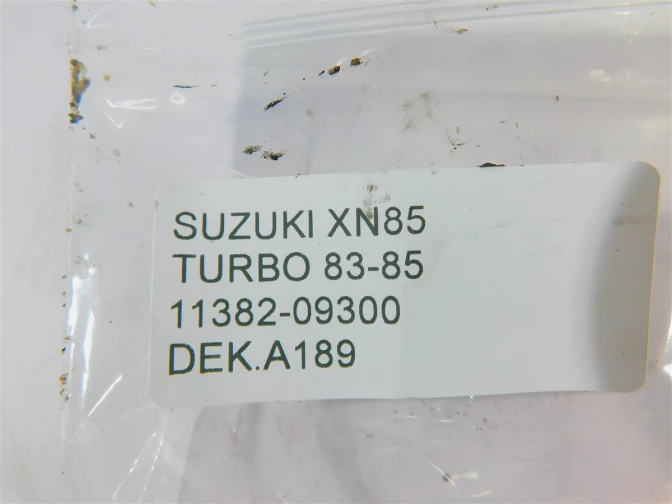 SUZUKI XN85
TURBO 83-85
11382-09300
DEK.A189